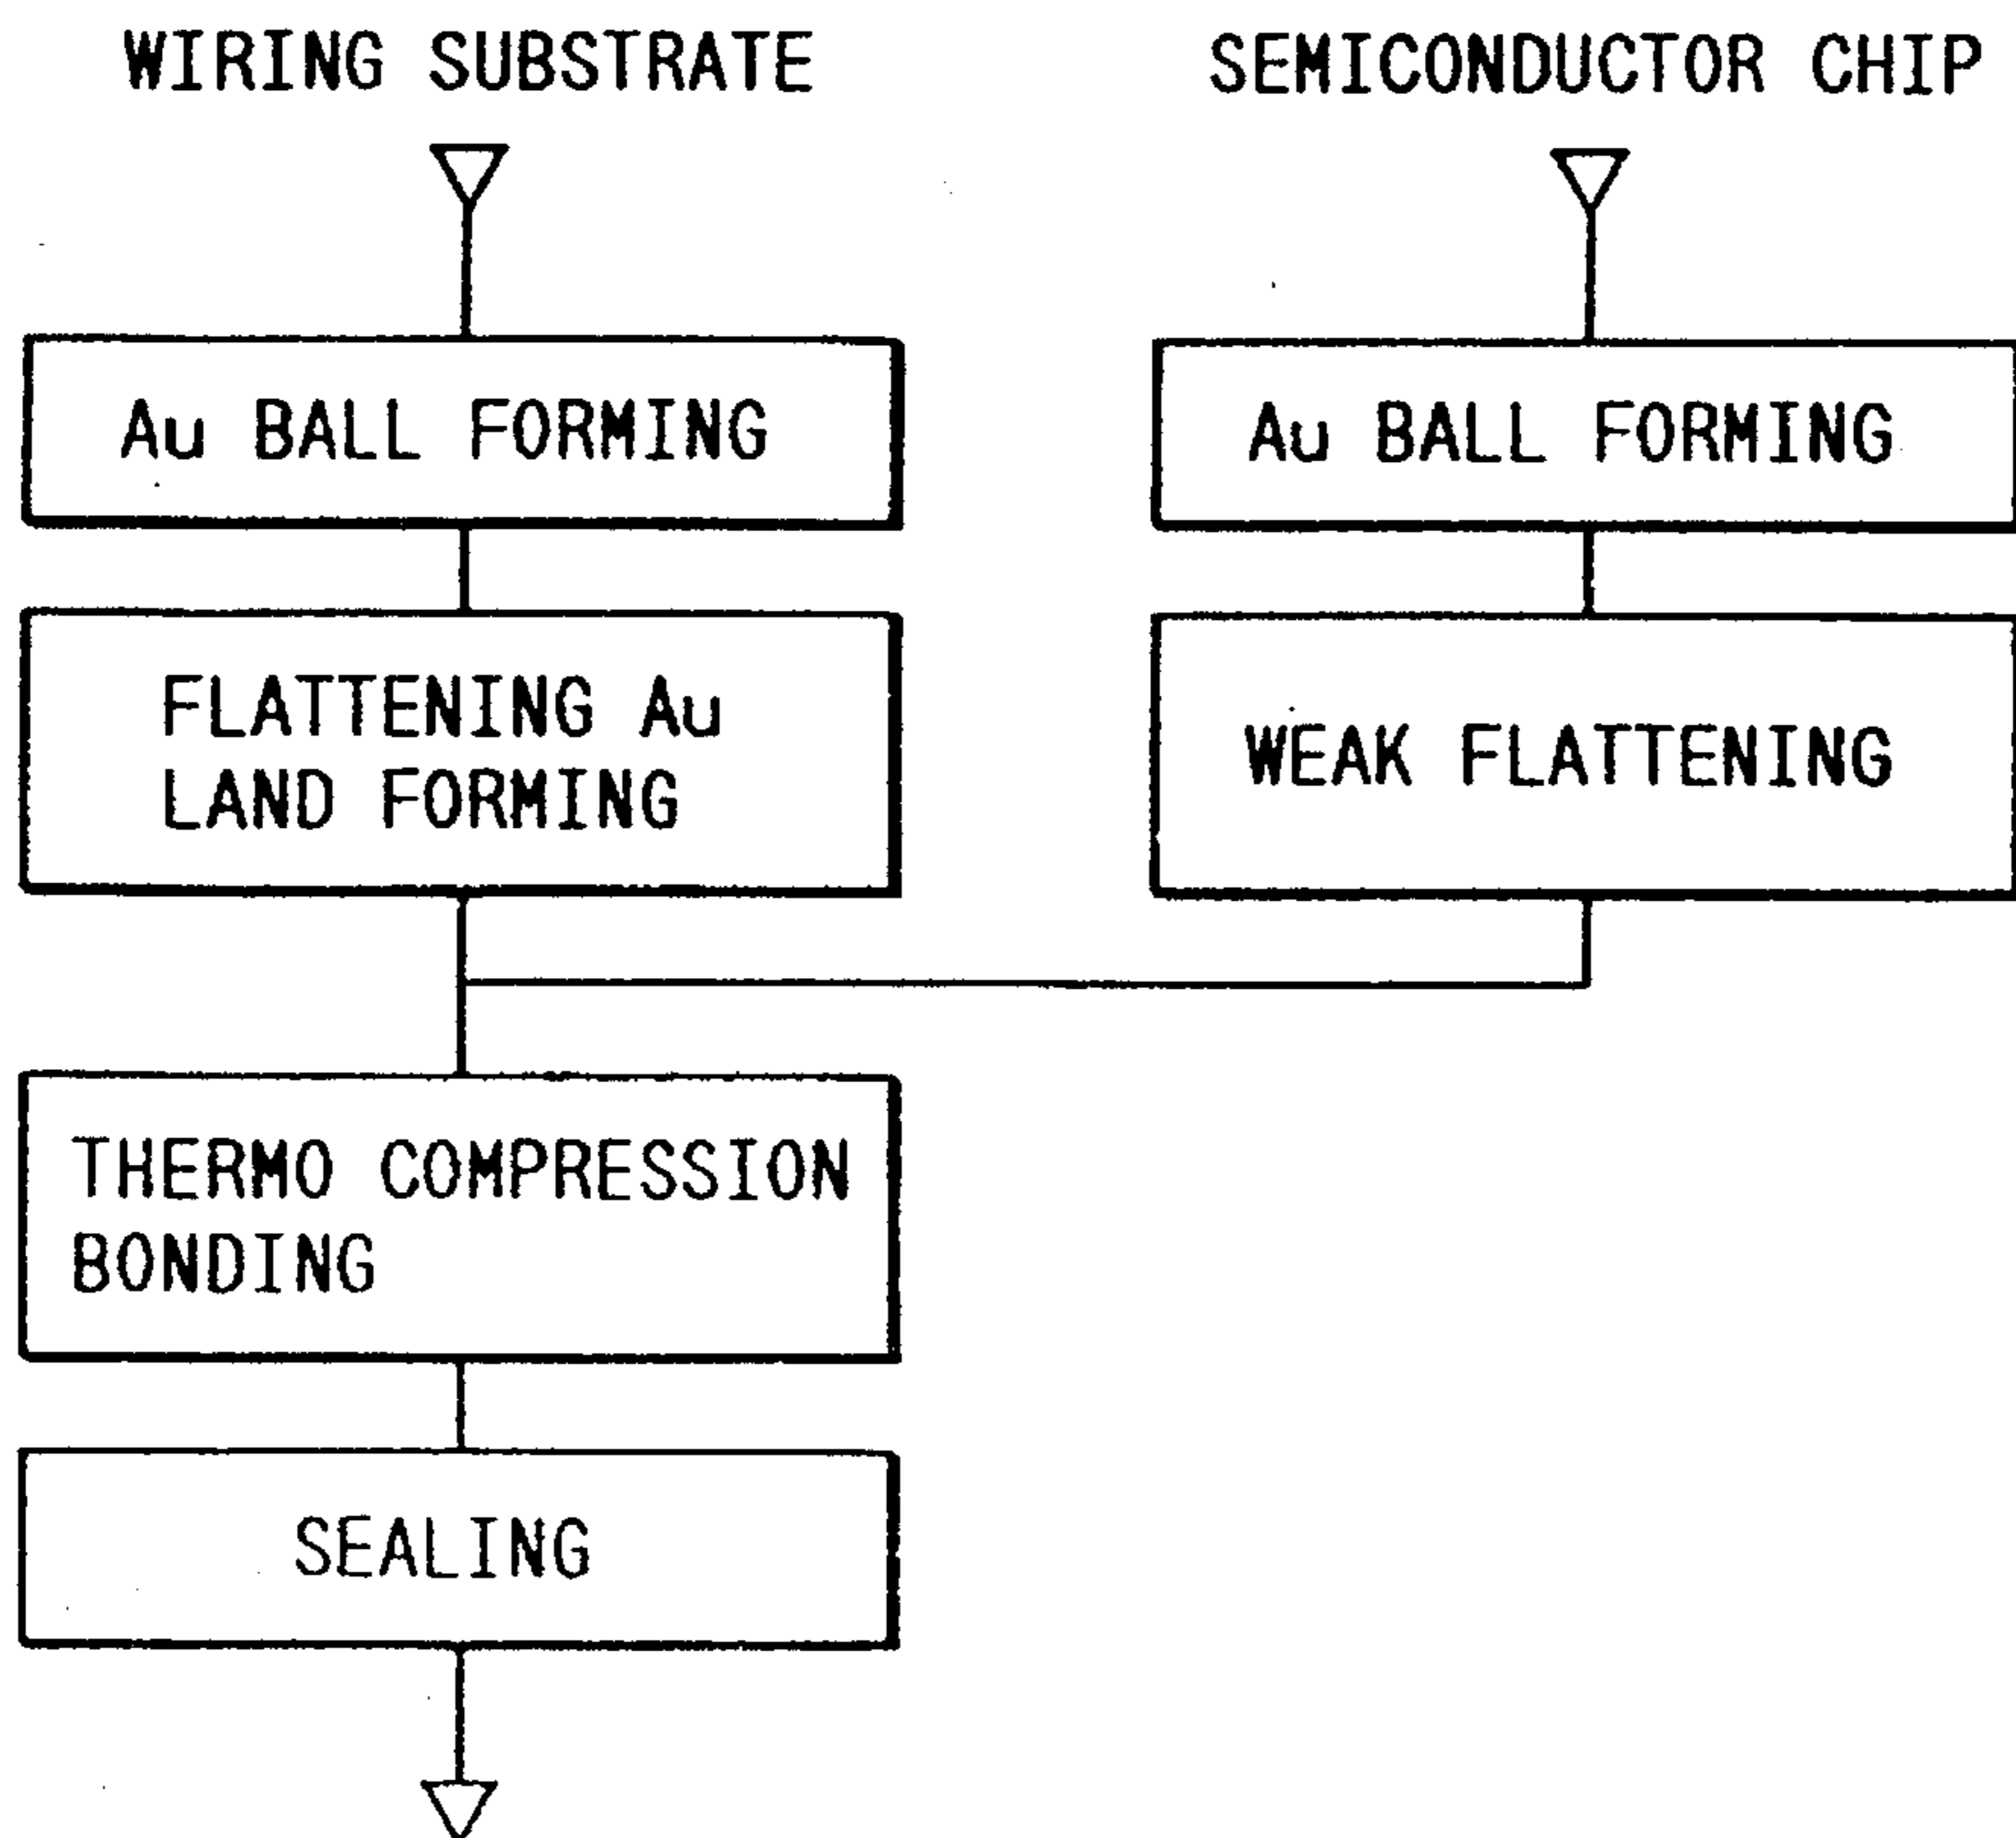 WIRING SUBSTRATE
SEMICONDUCTOR CHIP
Au BALL FORMING
Au BALL FORMING
FLATTENING Au
LAND FORMING
WEAK FLATTENING
THERMO COMPRESSION
BONDING
SEALING